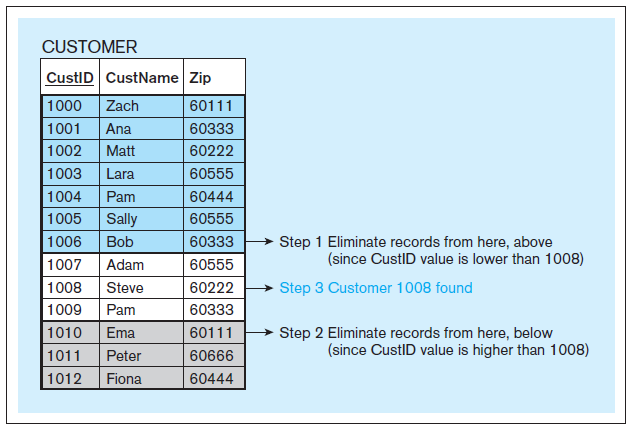 CUSTOMER
CustID CustName Zip
1000 Zach 60111
1001 Ana 60333
1002 Matt 60222
1003 Lara 60555
1004 Pam 60444
1005 Sally 60555
1006 Bob 60333 Step 1 Eliminate records from here, above
(since CustID value is lower than 1008)
1007 Adam 60555
1008 Steve 60222 Step 3 Customer 1008 found
1009 Pam 60333
1010 Ema 60111 Step 2 Eliminate records from here, below
(since CustID value is higher than 1008)
1011 Peter 60666
1012 Fiona 60444